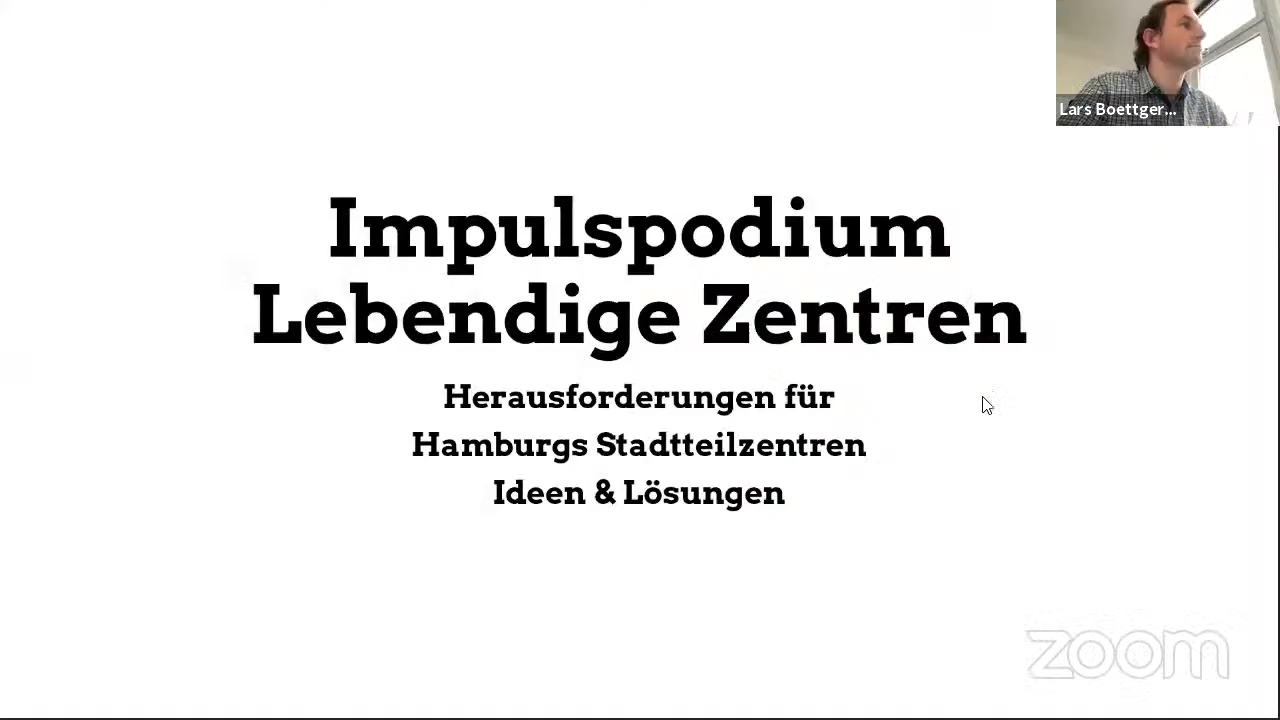 Lars Boettger...
Impulspodium
Lebendige Zentren
Herausforderungen für
Hamburgs Stadtteilzentren
Ideen & Lösungen
zoom